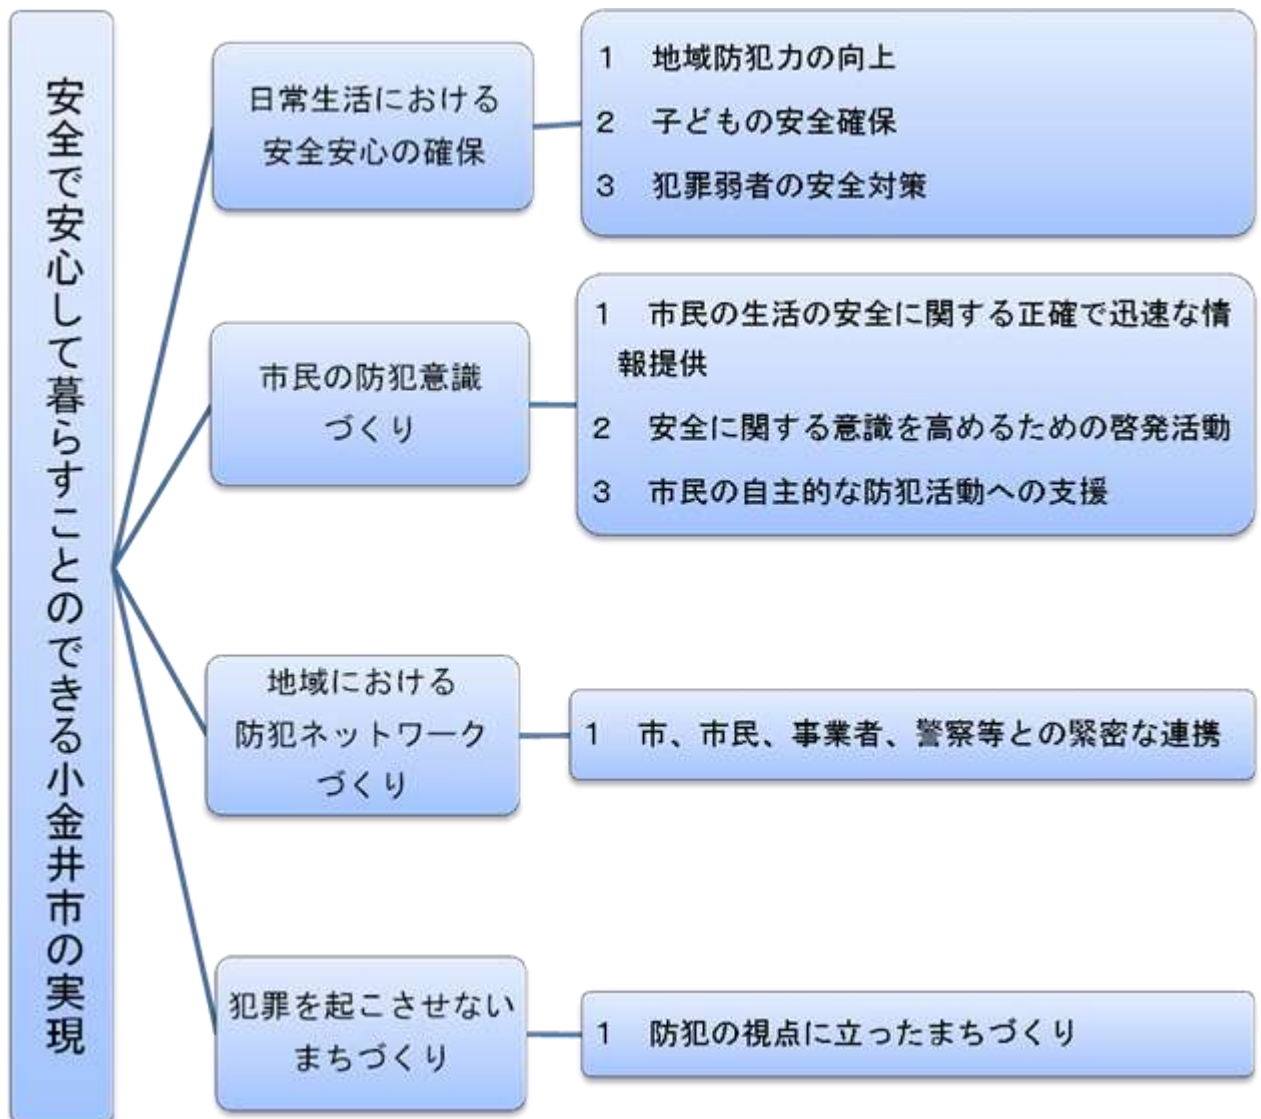 安全で安心して暮らすことのできる小金井市の実現
日常生活における
安全安心の確保
1 地域防犯力の向上
2 子どもの安全確保
3 犯罪弱者の安全対策
市民の防犯意識
づくり
1 市民の生活の安全に関する正確で迅速な情
報提供
2 安全に関する意識を高めるための啓発活動
3 市民の自主的な防犯活動への支援
地域における
防犯ネットワーク
づくり
1 市、市民、事業者、警察等との緊密な連携
犯罪を起こさせない
まちづくり
1 防犯の視点に立ったまちづくり